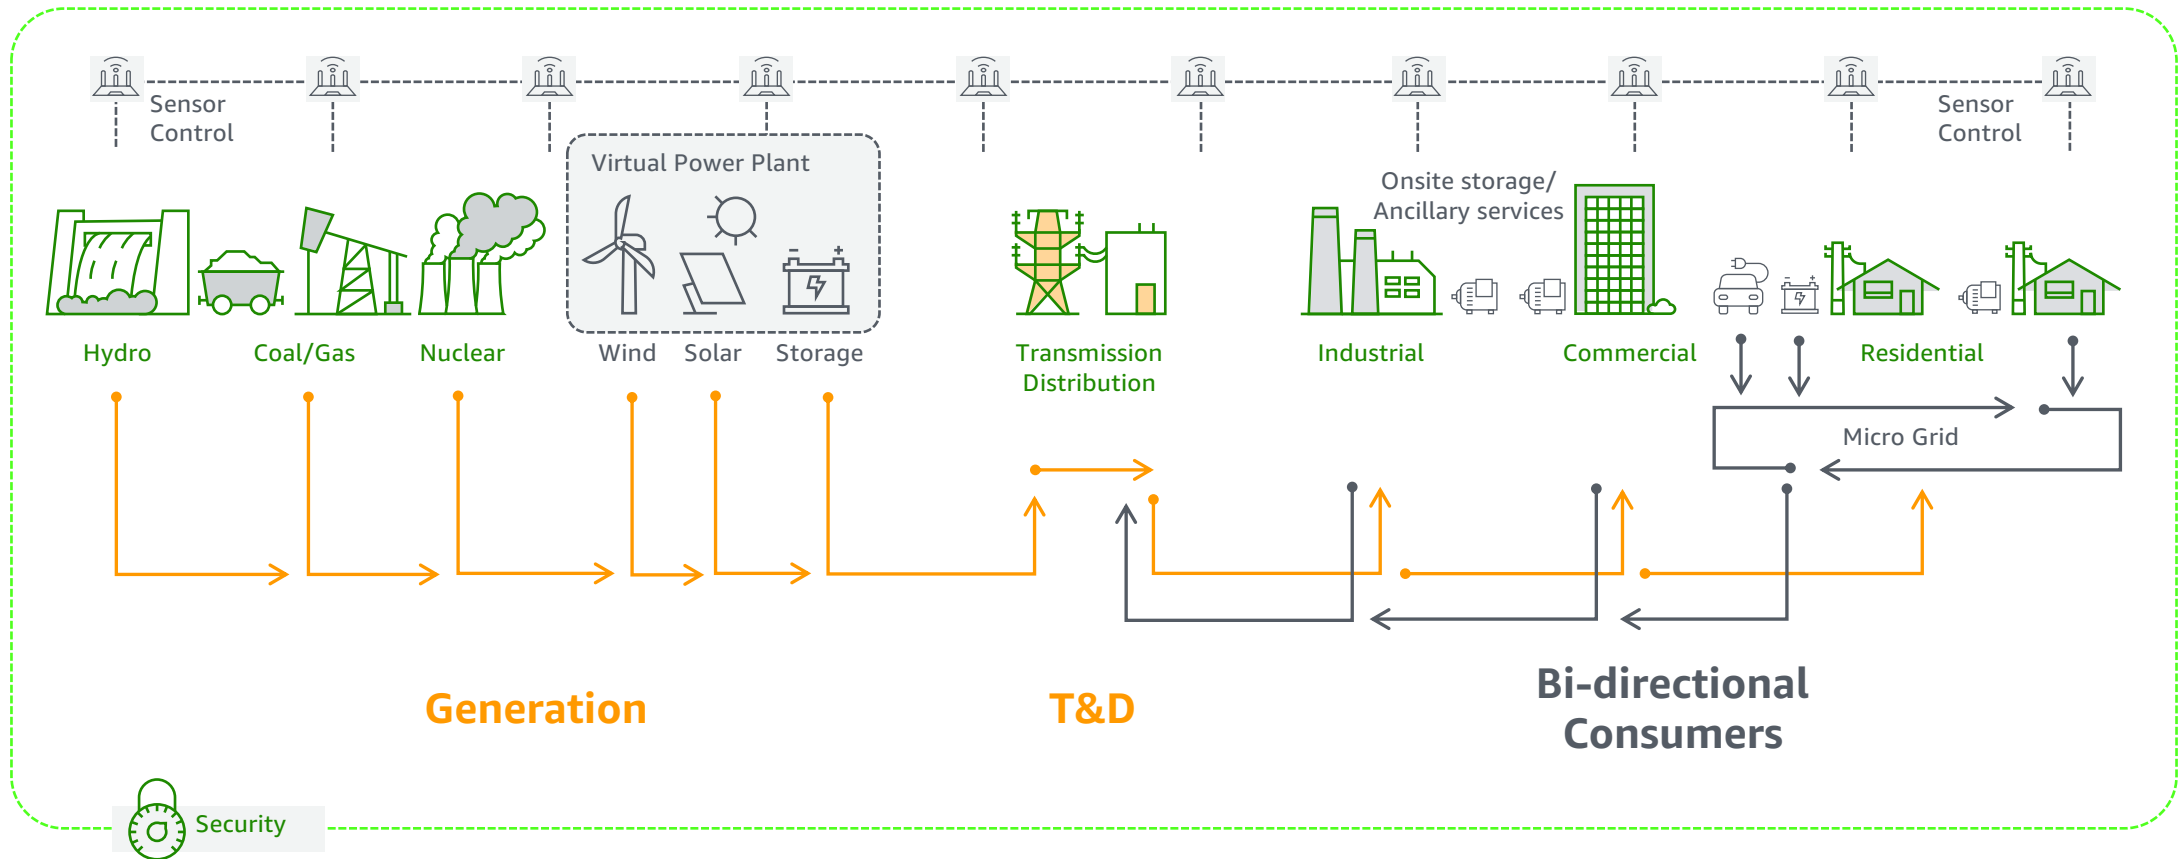 Sensor
Control
Sensor
Control
Virtual Power Plant
Onsite storage/
Ancillary services
Hydro
Coal/Gas
Nuclear
Wind
Solar
Storage
Transmission
Distribution
Industrial
Commercial
Residential
Micro Grid
Generation
T&D
Bi-directional
Consumers
Security